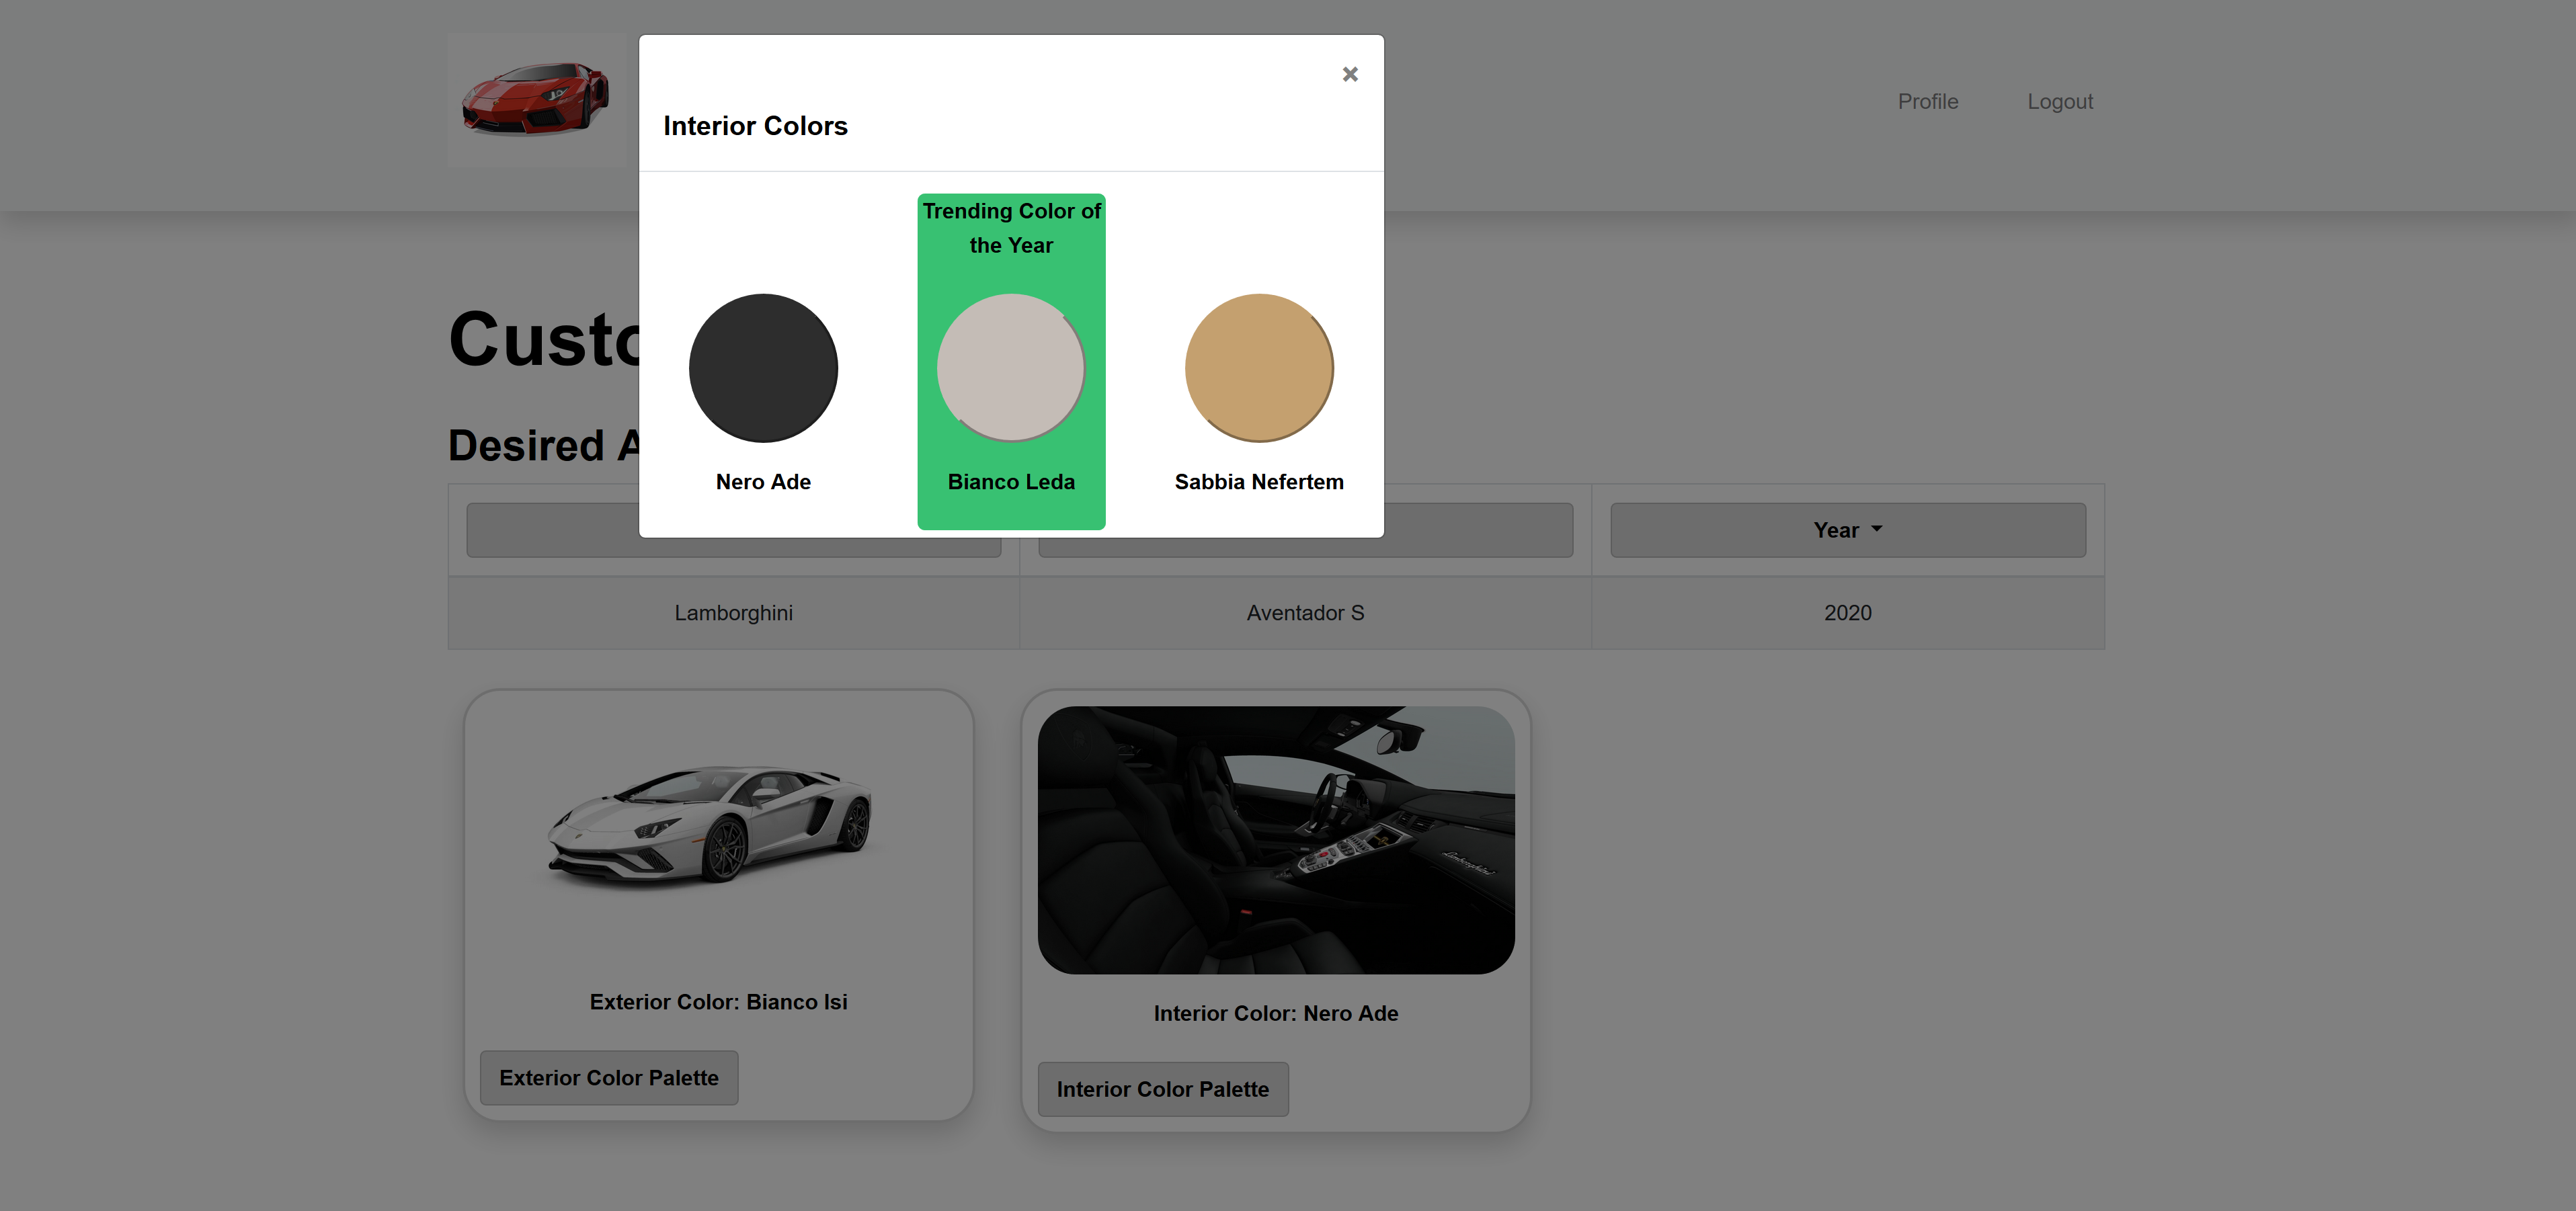 Profile
Logout
×
Interior Colors
Trending Color of
the Year
Nero Ade
Bianco Leda
Sabbia Nefertem
Custo
Desired A
Year
Lamborghini
Aventador S
2020
Lamborghini
Exterior Color: Bianco Isi
Interior Color: Nero Ade
Exterior Color Palette
Interior Color Palette